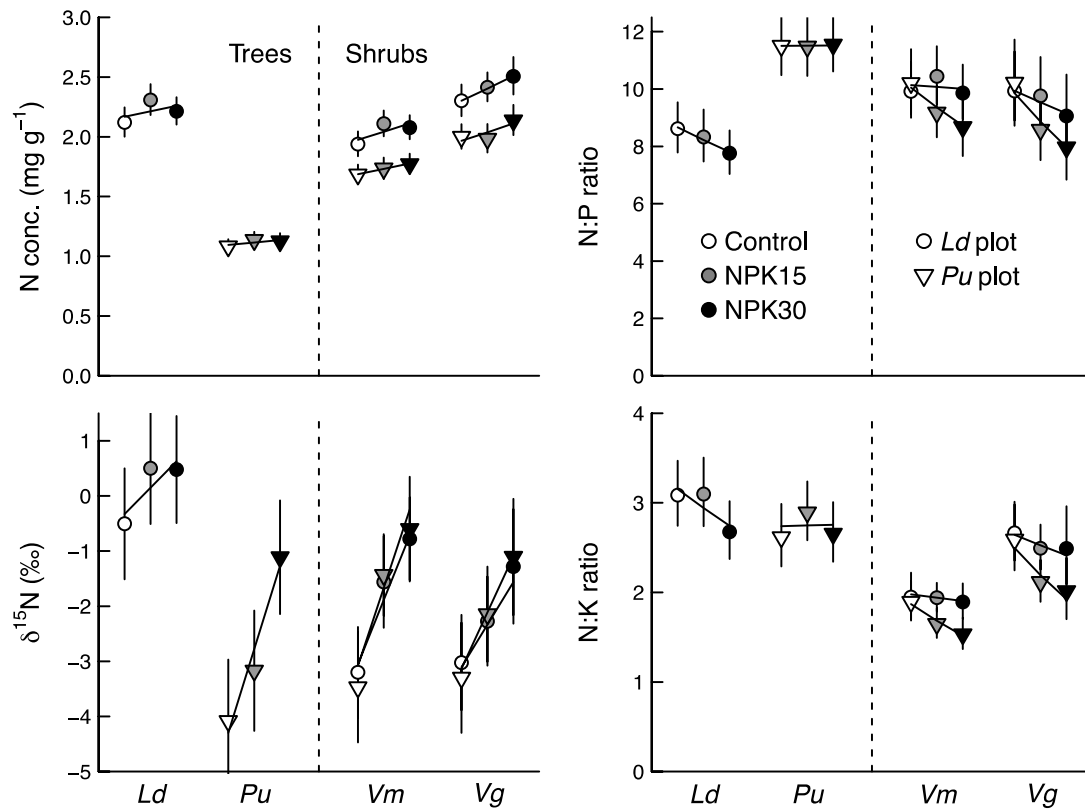 3.0
2.5
2.0
1.5
1.0
0.5
0.0
N conc. (mg g⁻¹)
Trees
Shrubs
12
10
8
6
4
2
0
N:P ratio
Control
NPK15
NPK30
Ld plot
Pu plot
1
0
−1
−2
−3
−4
−5
δ¹⁵N (‰)
Ld Pu Vm Vg
4
3
2
1
0
N:K ratio
Ld Pu Vm Vg